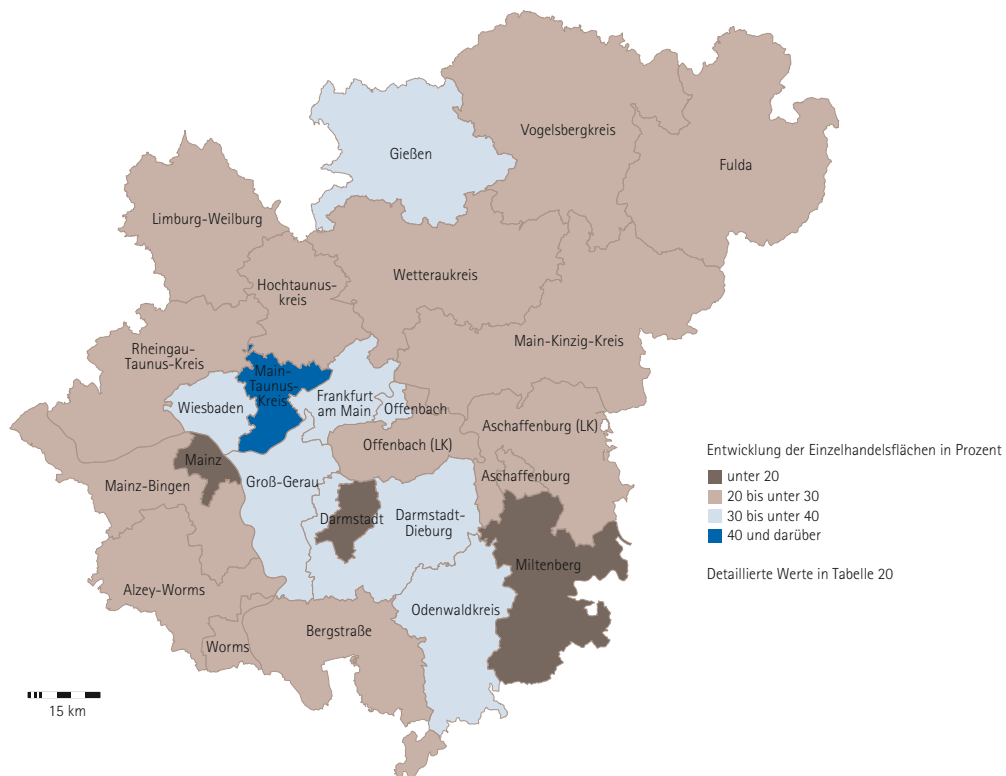 Vogelsbergkreis
Gießen
Fulda
Limburg-Weilburg
Wetteraukreis
Hochtaunus-
kreis
Main-Kinzig-Kreis
Rheingau-
Taunus-Kreis
Main-
Taunus-
Kreis
Frankfurt
am Main
Wiesbaden
Offenbach
Aschaffenburg (LK)
Offenbach (LK)
Mainz
Aschaffenburg
Mainz-Bingen
Groß-Gerau
Darmstadt
Darmstadt-
Dieburg
Miltenberg
Alzey-Worms
Odenwaldkreis
Bergstraße
Worms
Entwicklung der Einzelhandelsflächen in Prozent
unter 20
20 bis unter 30
30 bis unter 40
40 und darüber
Detaillierte Werte in Tabelle 20
15 km